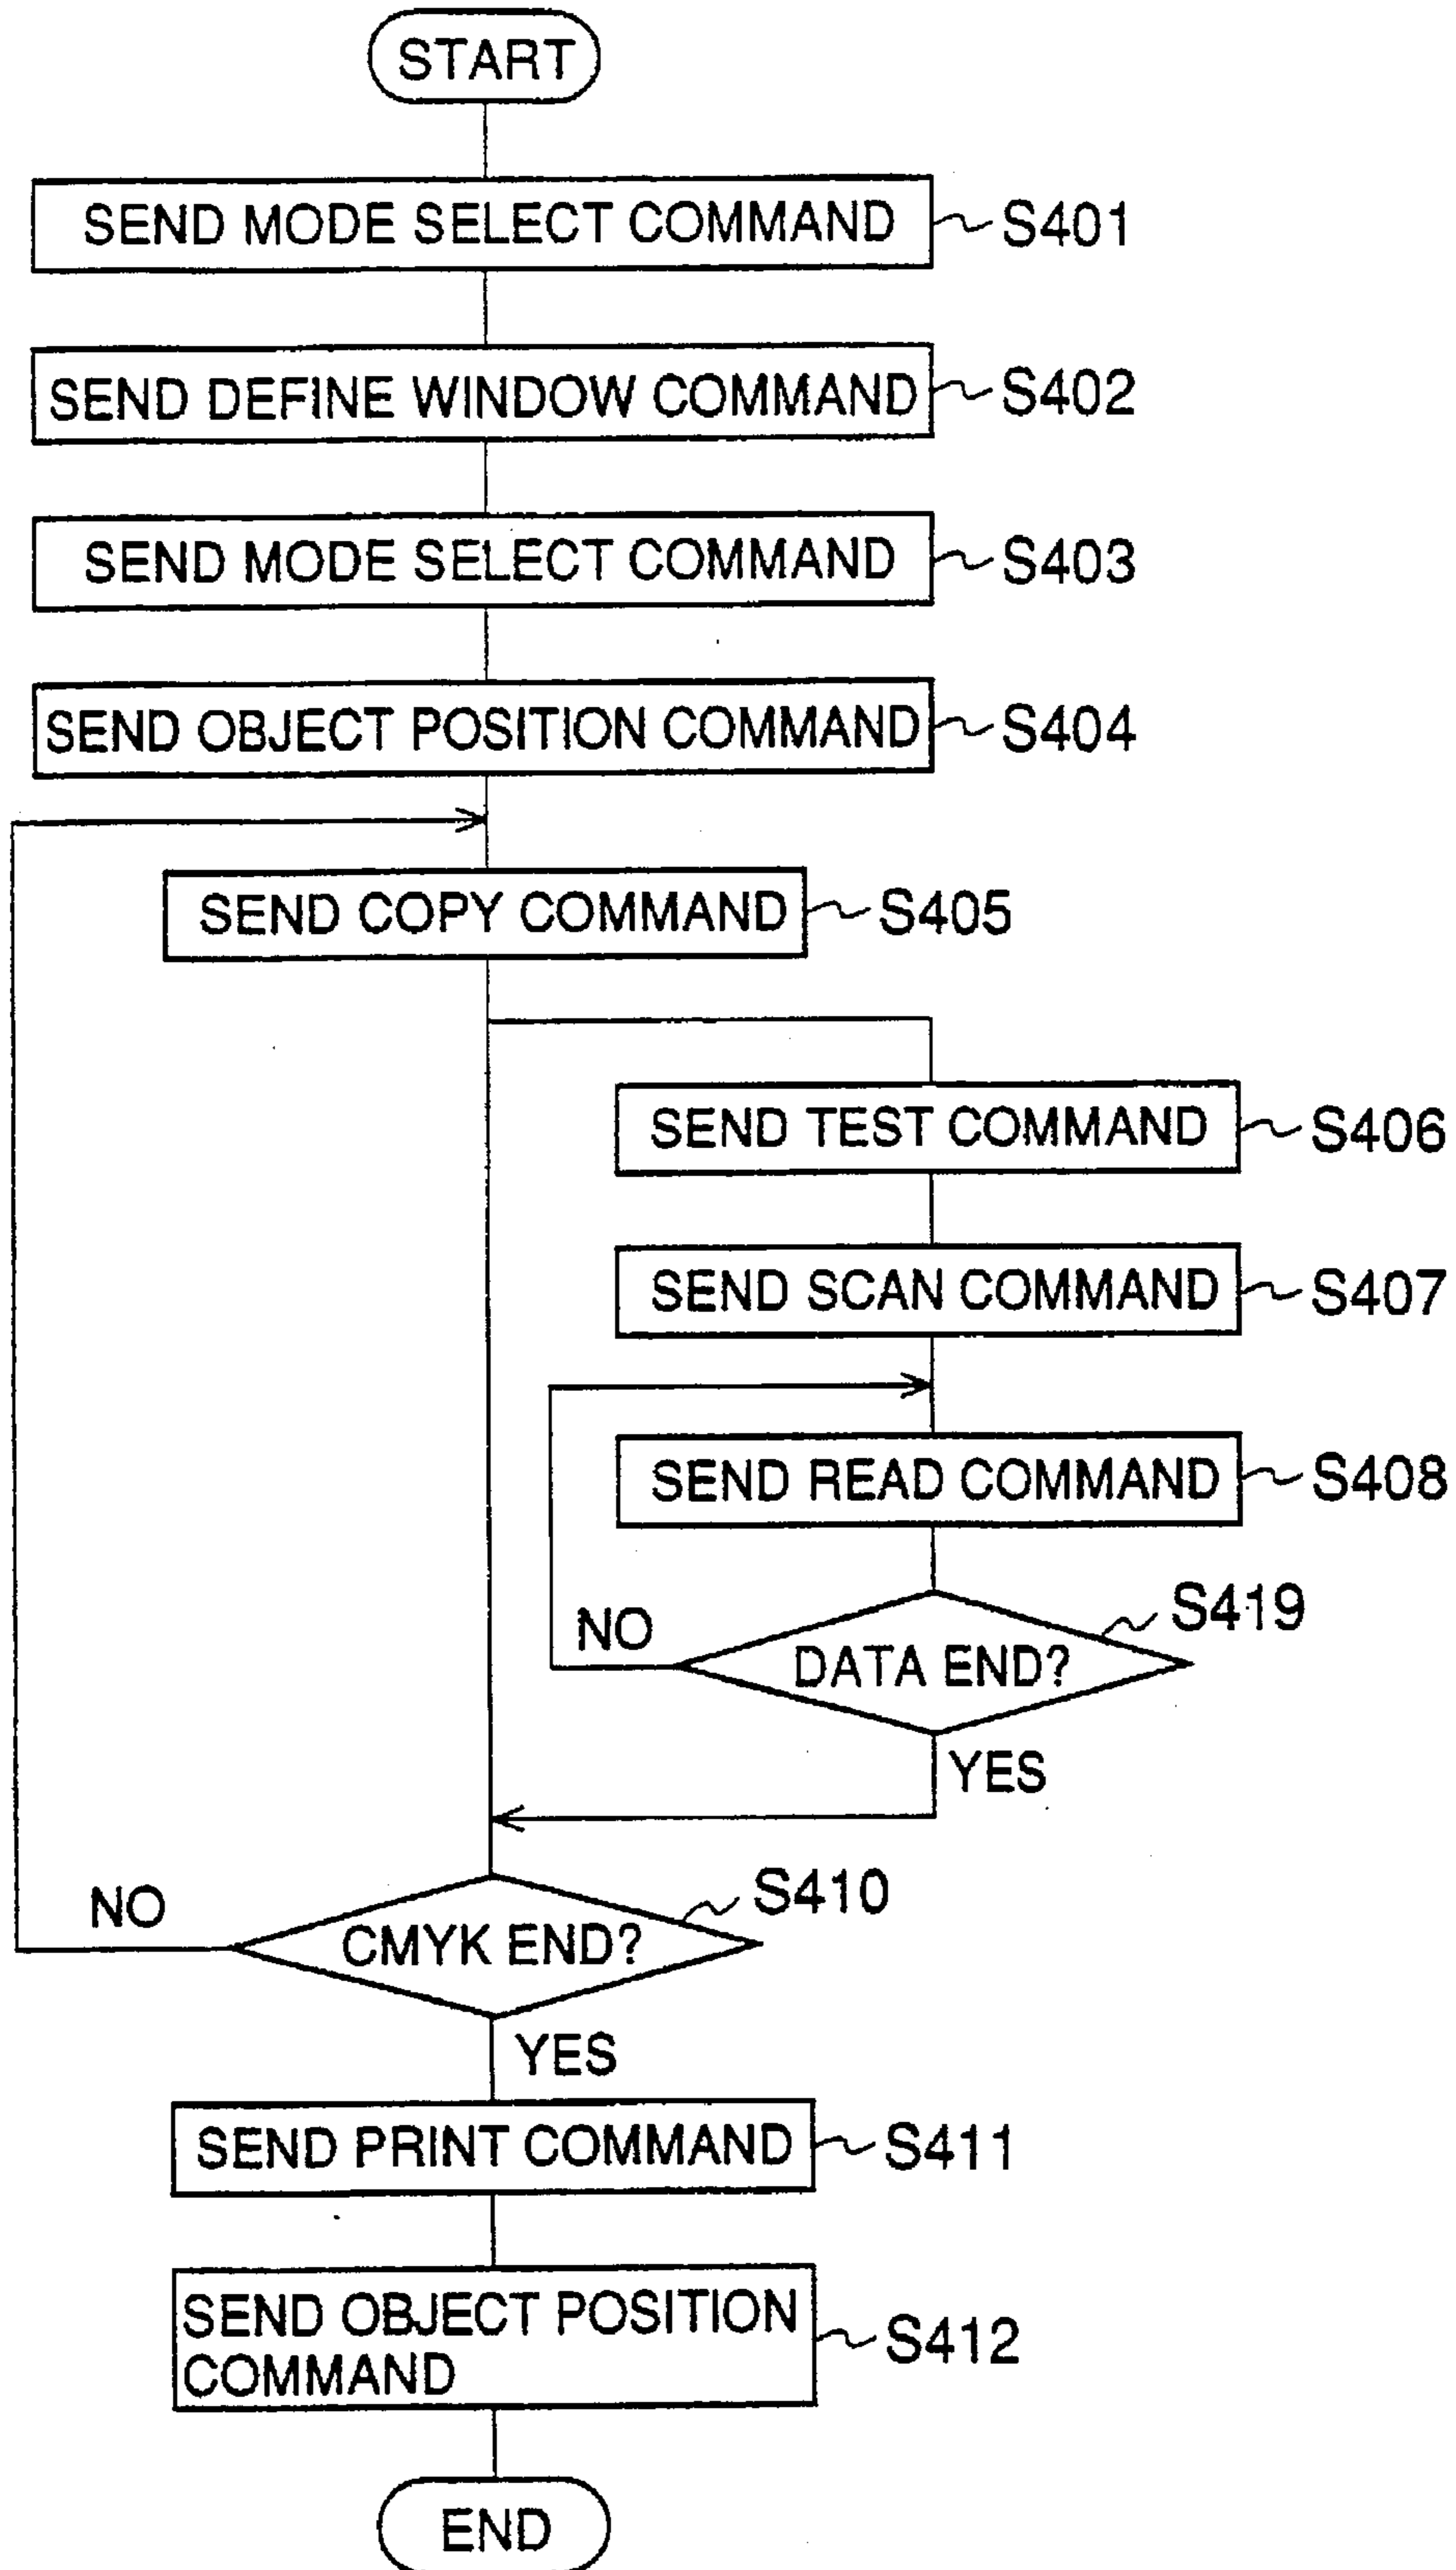 START
SEND MODE SELECT COMMAND S401
SEND DEFINE WINDOW COMMAND S402
SEND MODE SELECT COMMAND S403
SEND OBJECT POSITION COMMAND S404
SEND COPY COMMAND S405
SEND TEST COMMAND S406
SEND SCAN COMMAND S407
SEND READ COMMAND S408
S419
NO
DATA END?
YES
S410
NO
CMYK END?
YES
SEND PRINT COMMAND S411
SEND OBJECT POSITION
COMMAND
S412
END